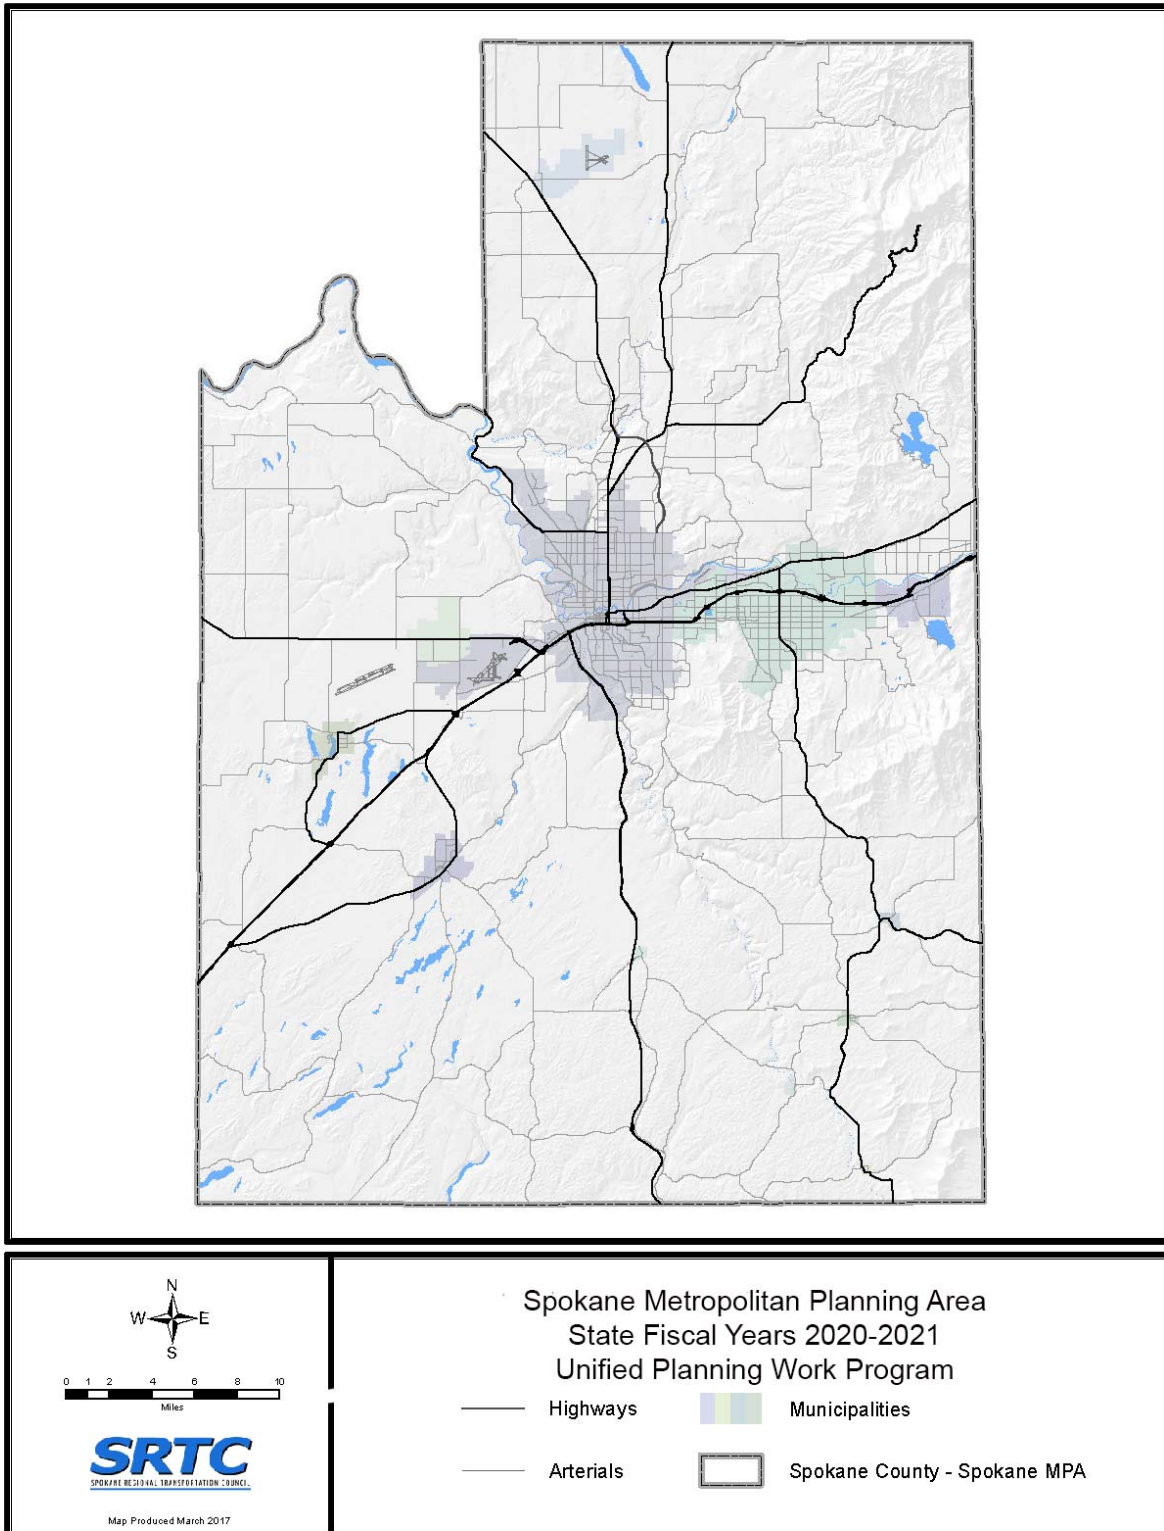 N
W E
S
0 1 2 4 6 8 10
Miles
SRTC
SPOKANE REGIONAL TRANSPORTATION COUNCIL
Map Produced March 2017
Spokane Metropolitan Planning Area
State Fiscal Years 2020-2021
Unified Planning Work Program
Highways Municipalities
Arterials Spokane County - Spokane MPA